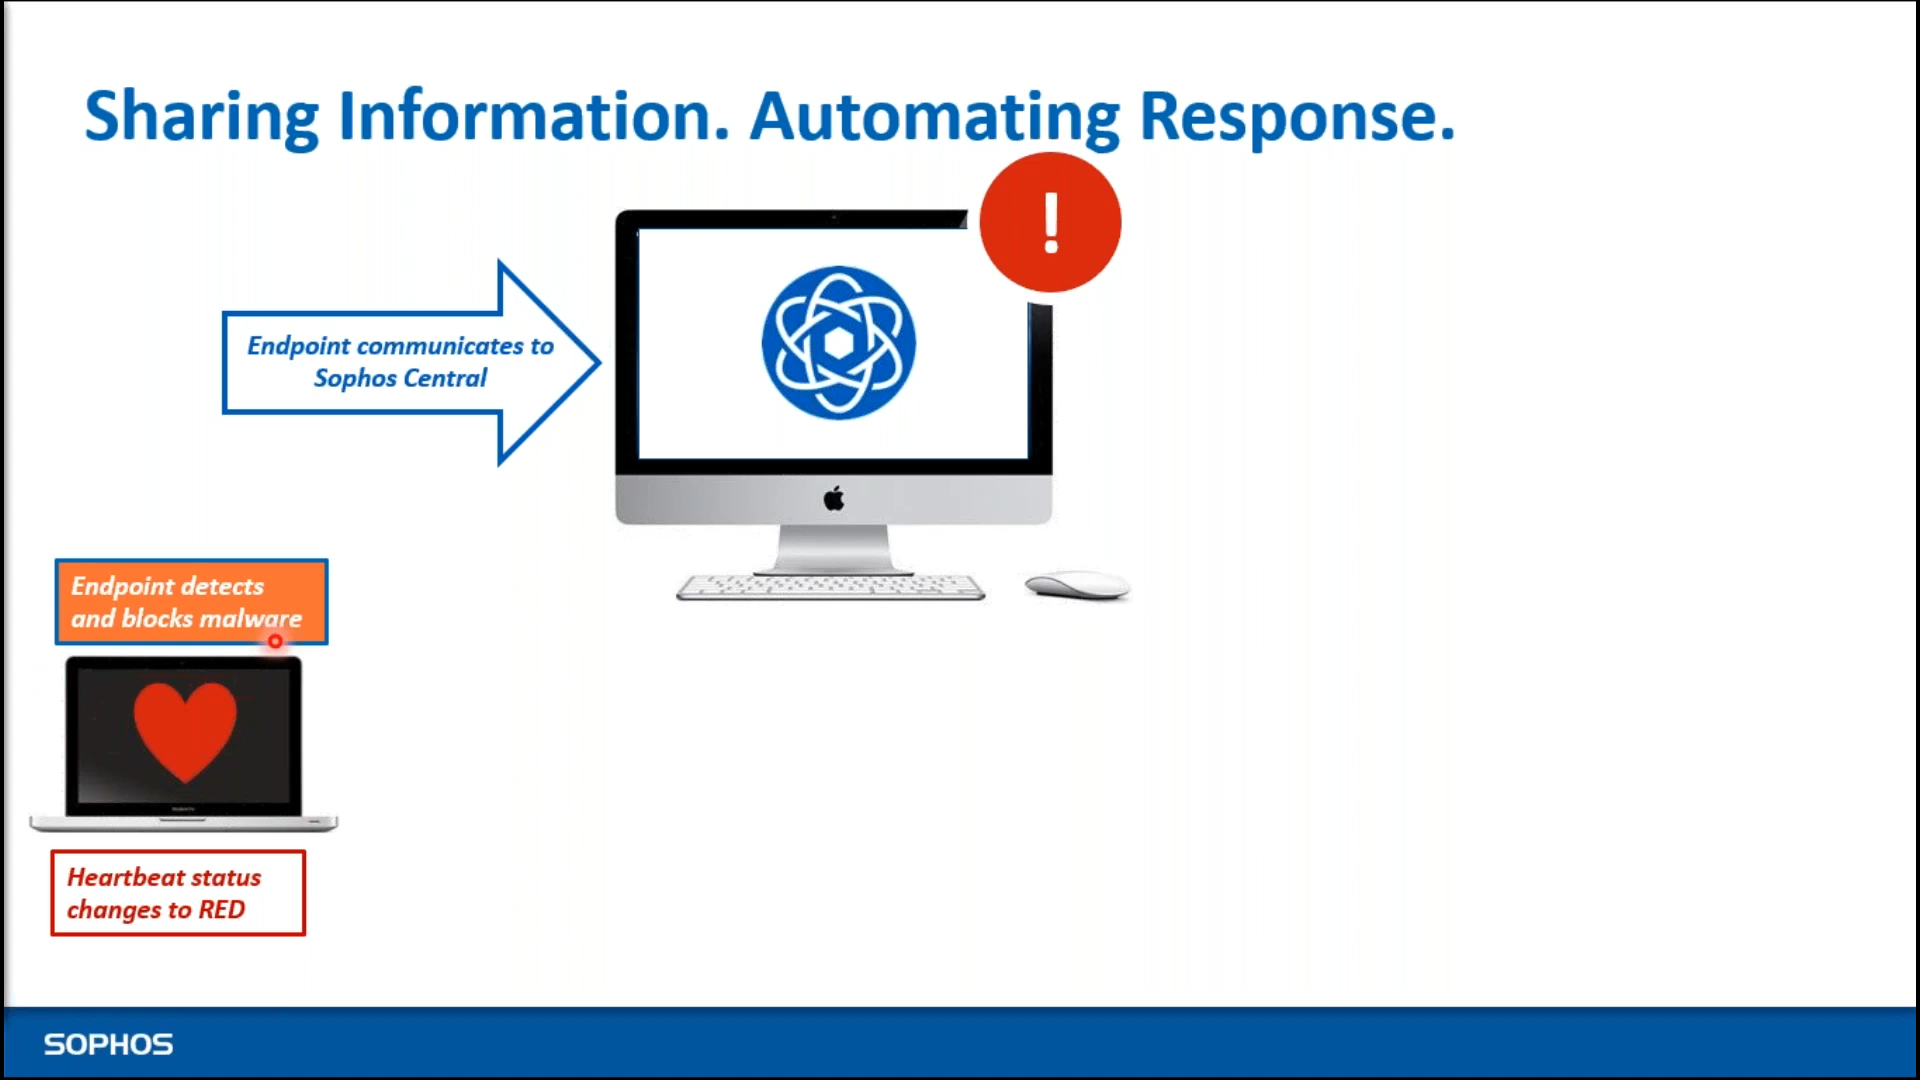 Sharing Information. Automating Response.
!
Endpoint communicates to
Sophos Central
Endpoint detects
and blocks malware
Heartbeat status
changes to RED
SOPHOS